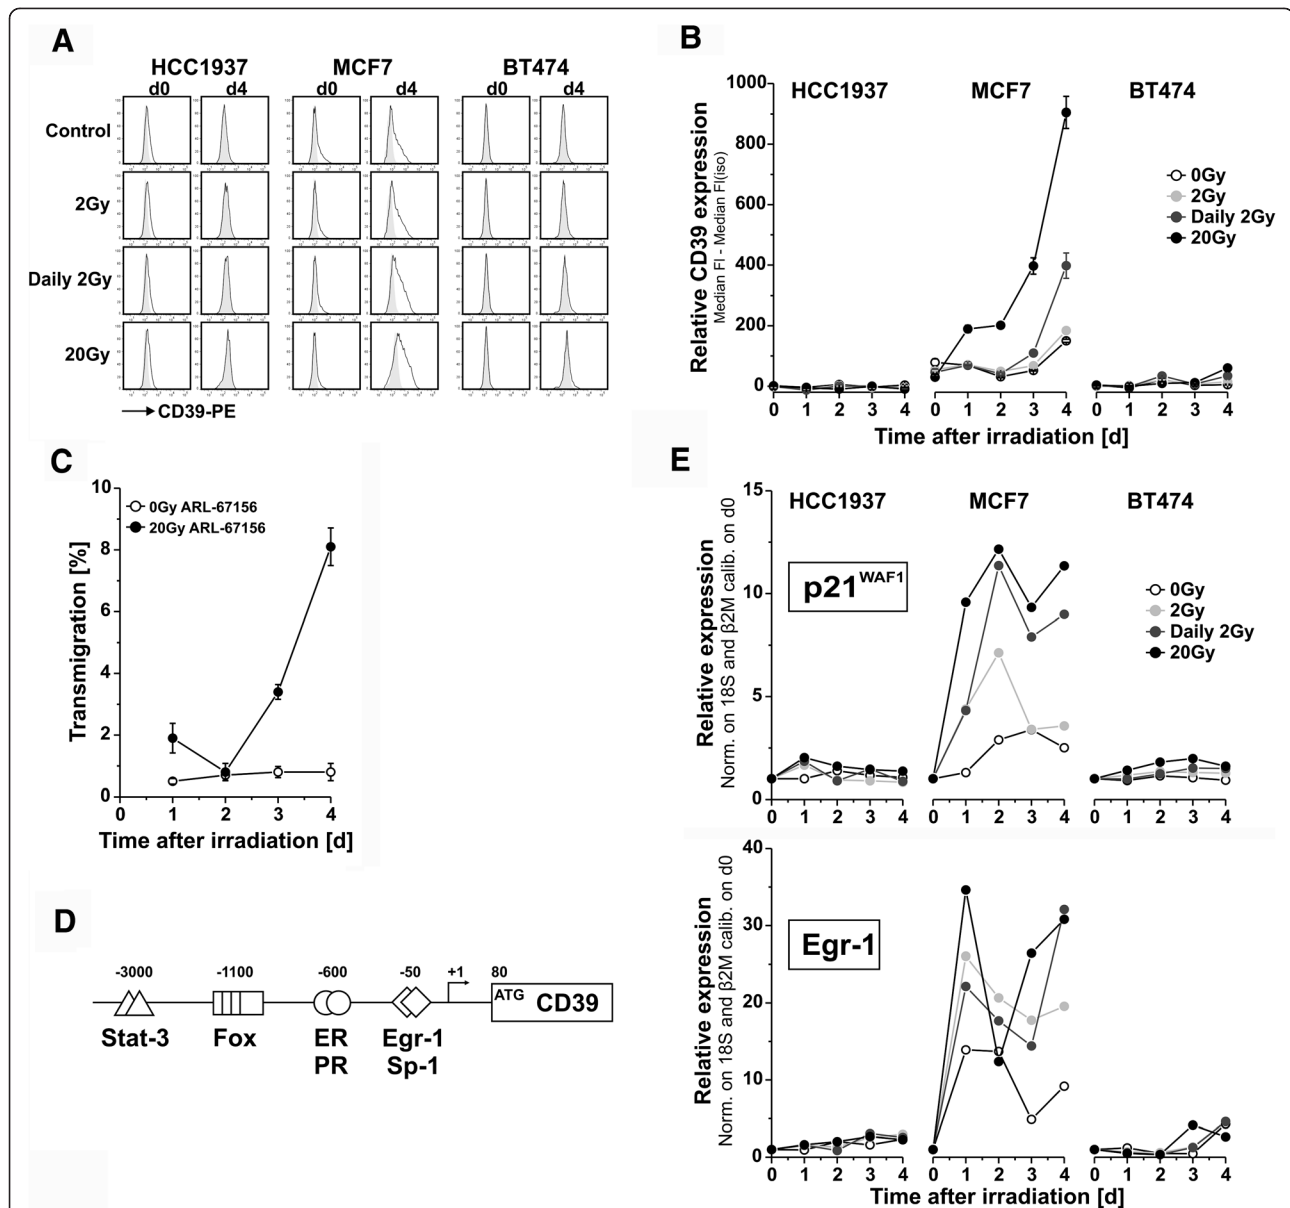 A
HCC1937 MCF7 BT474
d0 d4 d0 d4 d0 d4
Control
2Gy
Daily 2Gy
20Gy
CD39-PE
B
HCC1937 MCF7 BT474
Relative CD39 expression
Median FI - Median FI(iso)
1000
800
600
400
200
0
0Gy
2Gy
Daily 2Gy
20Gy
0 1 2 3 4 0 1 2 3 4 0 1 2 3 4
Time after irradiation [d]
C
Transmigration [%]
10
8
6
4
2
0
0Gy ARL-67156
20Gy ARL-67156
0 1 2 3 4
Time after irradiation [d]
D
-3000 -1100 -600 -50 +1 80
ATG CD39
Stat-3 Fox ER Egr-1
PR Sp-1
E
HCC1937 MCF7 BT474
Relative expression
Norm. on 18S and β2M calib. on d0
15
10
5
0
p21WAF1
0Gy
2Gy
Daily 2Gy
20Gy
0 1 2 3 4 0 1 2 3 4 0 1 2 3 4
Relative expression
Norm. on 18S and β2M calib. on d0
40
30
20
10
0
Egr-1
0 1 2 3 4 0 1 2 3 4 0 1 2 3 4
Time after irradiation [d]